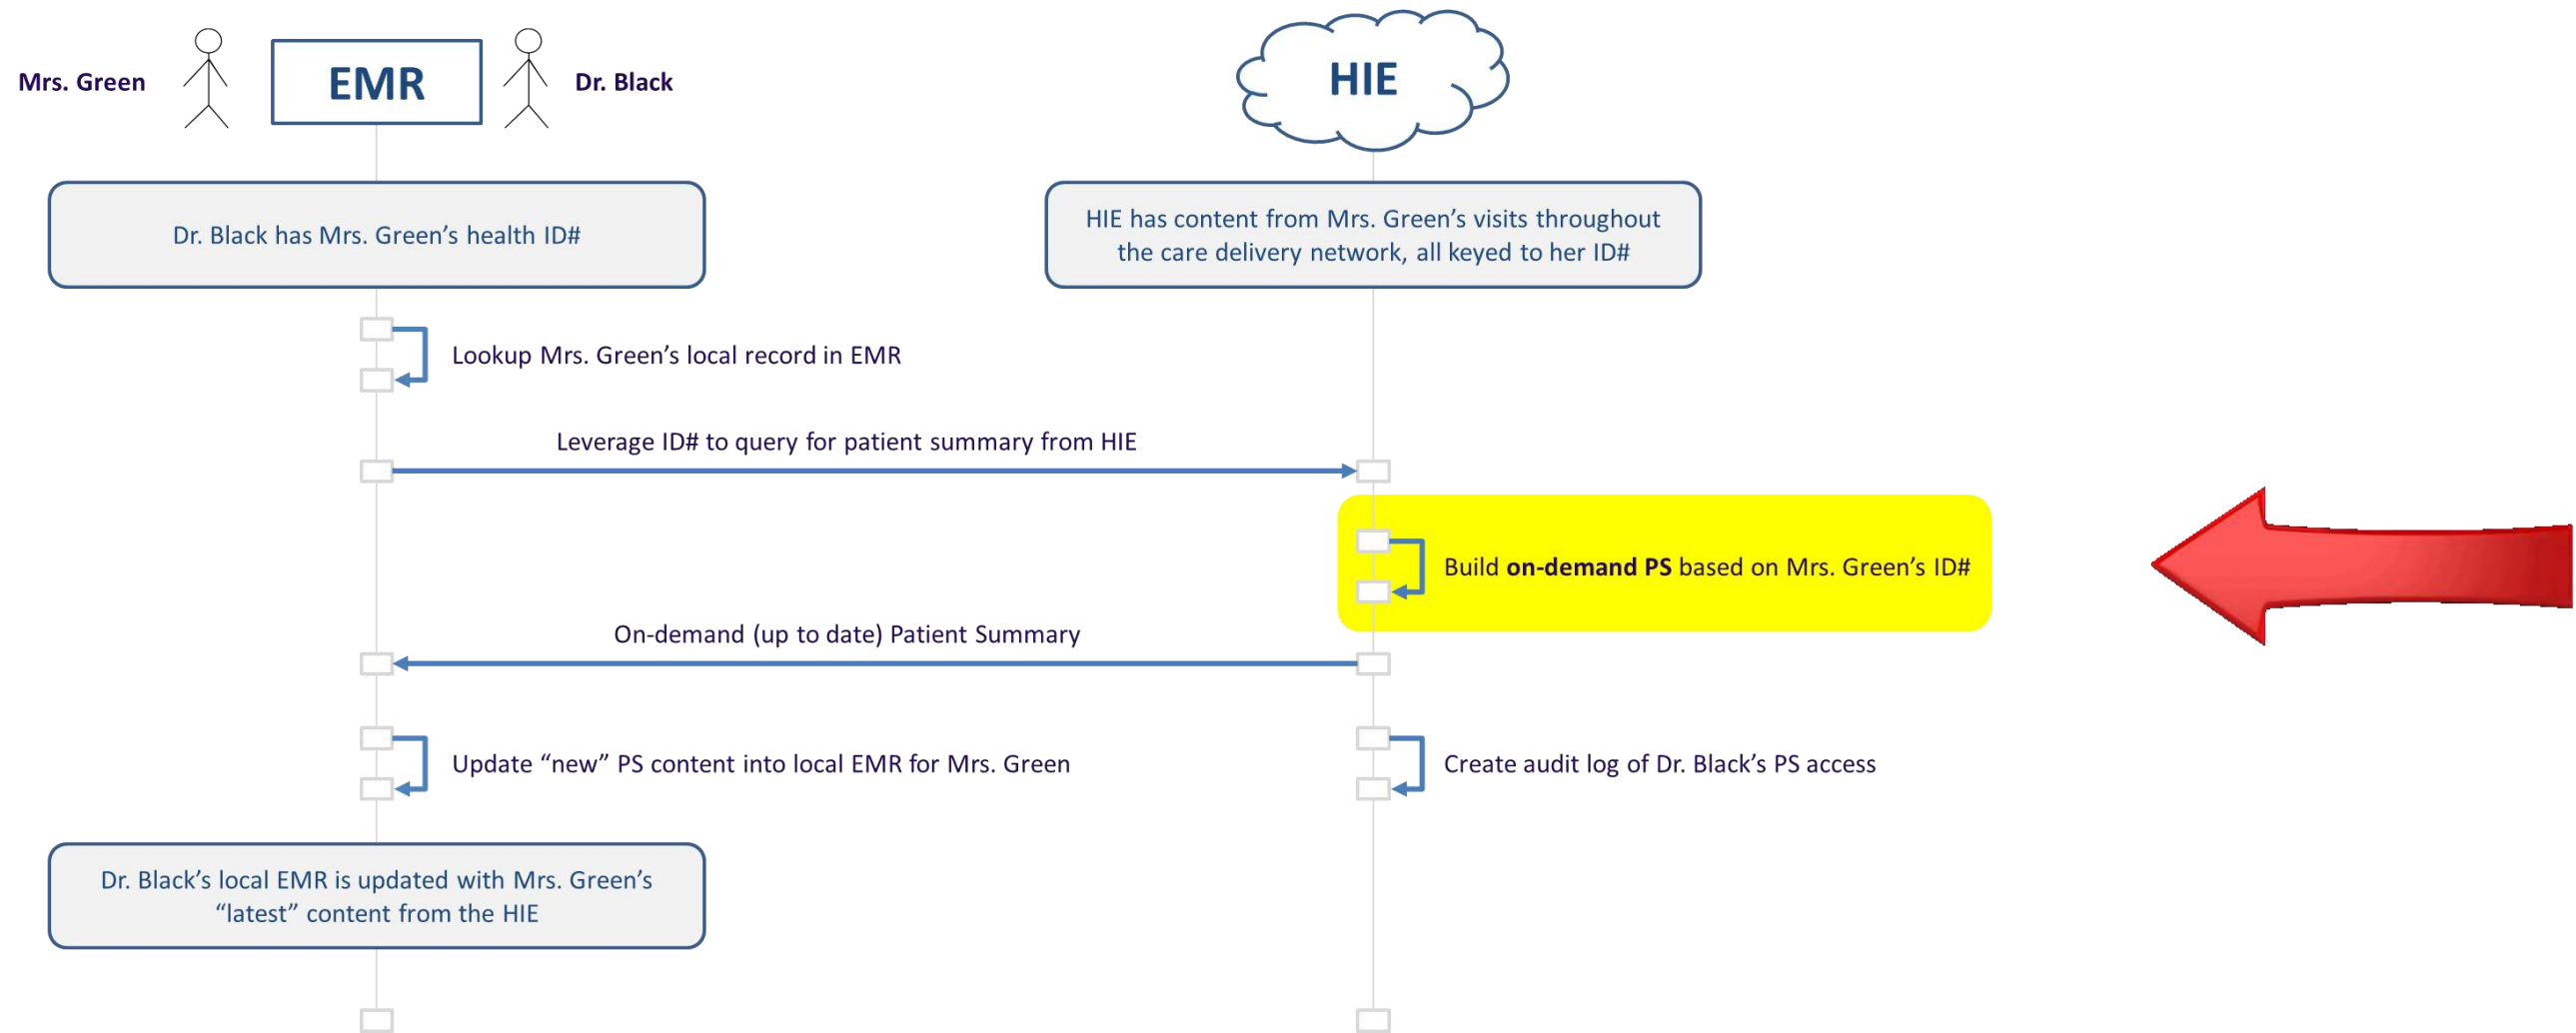 Mrs. Green
EMR
Dr. Black
HIE
Dr. Black has Mrs. Green’s health ID#
HIE has content from Mrs. Green’s visits throughout
the care delivery network, all keyed to her ID#
Lookup Mrs. Green’s local record in EMR
Leverage ID# to query for patient summary from HIE
Build on-demand PS based on Mrs. Green’s ID#
On-demand (up to date) Patient Summary
Update “new” PS content into local EMR for Mrs. Green
Create audit log of Dr. Black’s PS access
Dr. Black’s local EMR is updated with Mrs. Green’s
“latest” content from the HIE